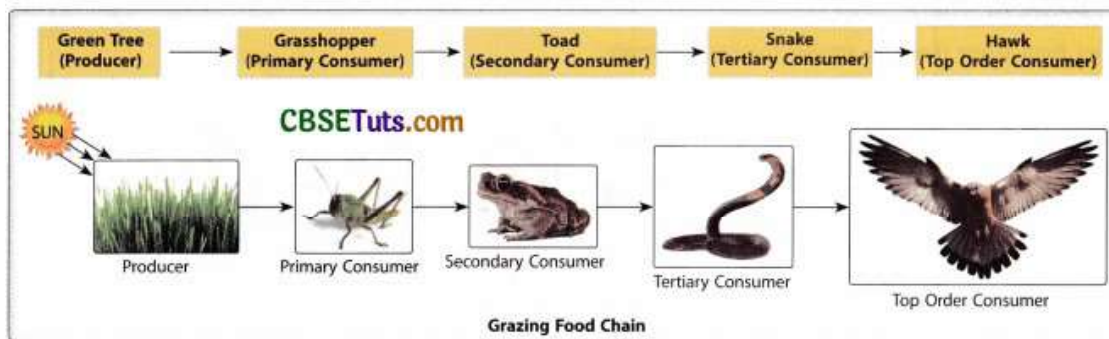 Green Tree
(Producer)
Grasshopper
(Primary Consumer)
Toad
(Secondary Consumer)
Snake
(Tertiary Consumer)
Hawk
(Top Order Consumer)
CBSETuts.com
SUN
Producer
Primary Consumer
Secondary Consumer
Tertiary Consumer
Top Order Consumer
Grazing Food Chain